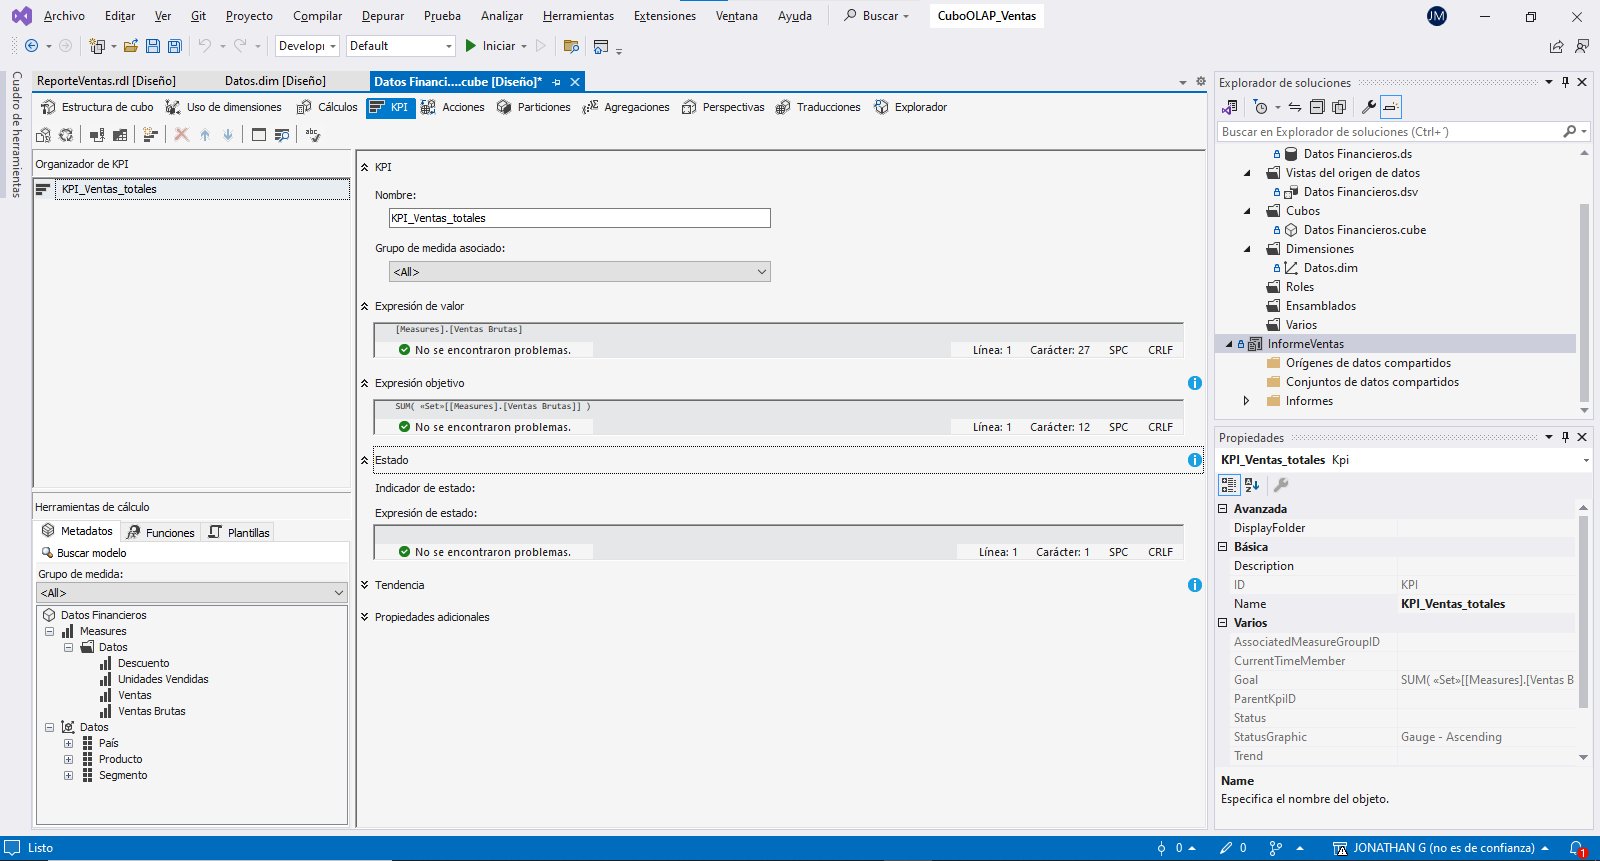 Archivo Editar Ver Git Proyecto Compilar Depurar Prueba Analizar Herramientas Extensiones Ventana Ayuda Buscar CuboOLAP_Ventas JM
Developı Default Iniciar
Cuadro de herramientas
ReporteVentas.rdl [Diseño] Datos.dim [Diseño] Datos Financi....cube [Diseño]*
Estructura de cubo Uso de dimensiones Cálculos KPI Acciones Particiones Agregaciones Perspectivas Traducciones Explorador
abc
Organizador de KPI
KPI_Ventas_totales
Herramientas de cálculo
Metadatos Funciones Plantillas
Buscar modelo
Grupo de medida:
<All>
Datos Financieros
Measures
Datos
Descuento
Unidades Vendidas
Ventas
Ventas Brutas
Datos
País
Producto
Segmento
KPI
Nombre:
KPI_Ventas_totales
Grupo de medida asociado:
<All>
Expresión de valor
[Measures].[Ventas Brutas]
No se encontraron problemas. Línea: 1 Carácter: 27 SPC CRLF
Expresión objetivo
SUM( «Set»[[Measures].[Ventas Brutas]] )
No se encontraron problemas. Línea: 1 Carácter: 12 SPC CRLF
Estado
Indicador de estado:
Expresión de estado:
No se encontraron problemas. Línea: 1 Carácter: 1 SPC CRLF
Tendencia
Propiedades adicionales
Explorador de soluciones
Buscar en Explorador de soluciones (Ctrl+´)
Datos Financieros.ds
Vistas del origen de datos
Datos Financieros.dsv
Cubos
Datos Financieros.cube
Dimensiones
Datos.dim
Roles
Ensamblados
Varios
InformeVentas
Orígenes de datos compartidos
Conjuntos de datos compartidos
Informes
Propiedades
KPI_Ventas_totales Kpi
Avanzada
DisplayFolder
Básica
Description
ID KPI
Name KPI_Ventas_totales
Varios
AssociatedMeasureGroupID
CurrentTimeMember
Goal SUM( «Set»[[Measures].[Ventas B
ParentKpiID
Status
StatusGraphic Gauge - Ascending
Trend
Name
Especifica el nombre del objeto.
Listo 0 0 JONATHAN G (no es de confianza) 1